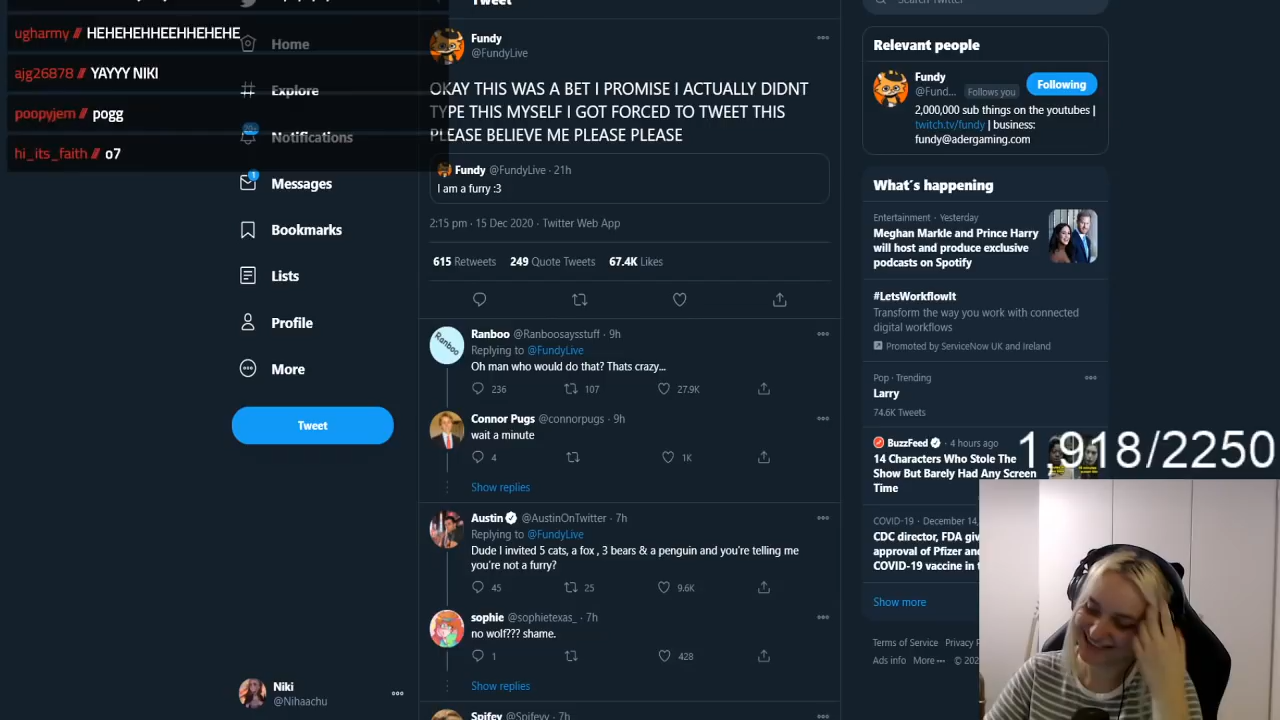 Tweet
Search Twitter
ugharmy // HEHEHEHHEEHHEHEHE
ajg26878 // YAYYY NIKI
poopyjem // pogg
hi_its_faith // o7
Home
Explore
Notifications
1
Messages
Bookmarks
Lists
Profile
More
Tweet
Niki
@Nihaachu
Fundy
@FundyLive
OKAY THIS WAS A BET I PROMISE I ACTUALLY DIDNT
TYPE THIS MYSELF I GOT FORCED TO TWEET THIS
PLEASE BELIEVE ME PLEASE PLEASE
Fundy @FundyLive · 21h
I am a furry :3
2:15 pm · 15 Dec 2020 · Twitter Web App
615 Retweets 249 Quote Tweets 67.4K Likes
Ranboo
Ranboo @Ranboosaysstuff · 9h
Replying to @FundyLive
Oh man who would do that? Thats crazy...
236 107 27.9K
Connor Pugs @connorpugs · 9h
wait a minute
4 1K
Show replies
Austin @AustinOnTwitter · 7h
Replying to @FundyLive
Dude I invited 5 cats, a fox , 3 bears & a penguin and you're telling me
you're not a furry?
45 25 9.6K
sophie @sophietexas_ · 7h
no wolf??? shame.
1 428
Show replies
Spifey @Spifeyy · 7h
Relevant people
Fundy
@Fund... Follows you
Following
2,000,000 sub things on the youtubes |
twitch.tv/fundy | business:
fundy@adergaming.com
What's happening
Entertainment · Yesterday
Meghan Markle and Prince Harry
will host and produce exclusive
podcasts on Spotify
#LetsWorkflowIt
Transform the way you work with connected
digital workflows
Promoted by ServiceNow UK and Ireland
Pop · Trending
Larry
74.6K Tweets
BuzzFeed · 4 hours ago
14 Characters Who Stole The
Show But Barely Had Any Screen
Time
1,918/2250
COVID-19 · December 14,
CDC director, FDA
approval of Pfizer
COVID-19 vaccine in
Show more
Terms of Service Privacy
Ads info More